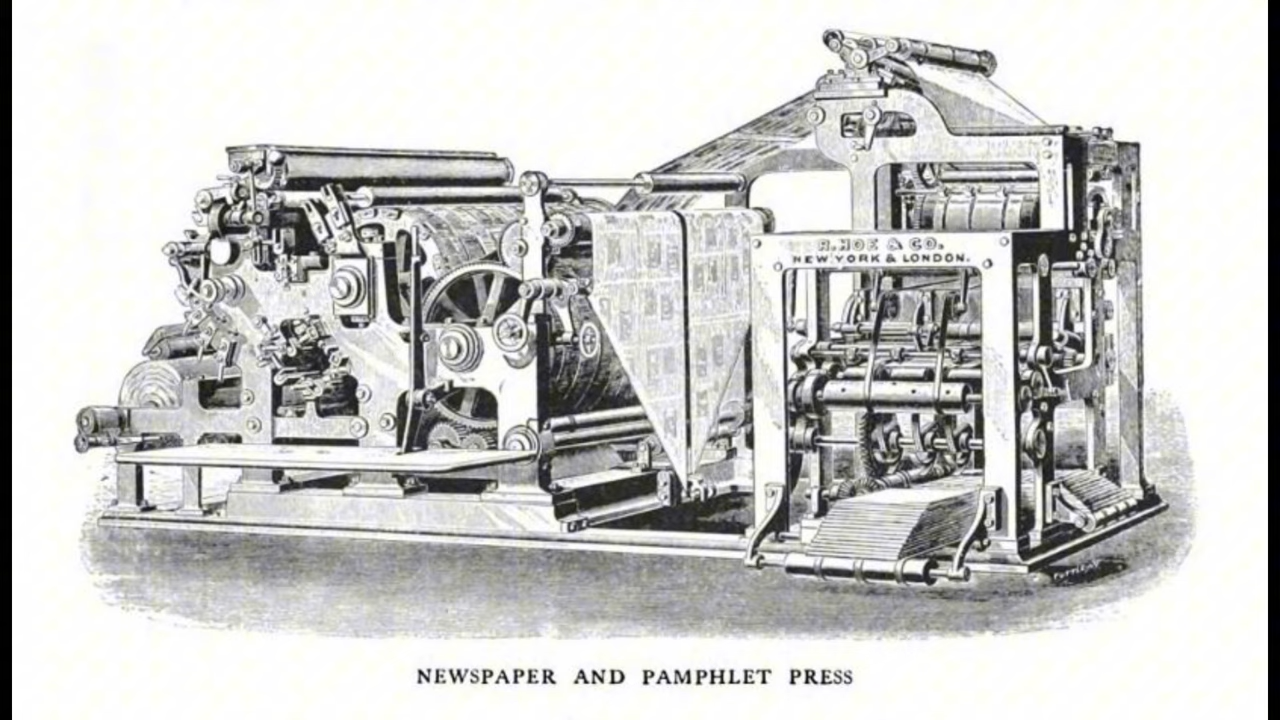 R. HOE & CO.
NEW YORK & LONDON.
NEWSPAPER AND PAMPHLET PRESS